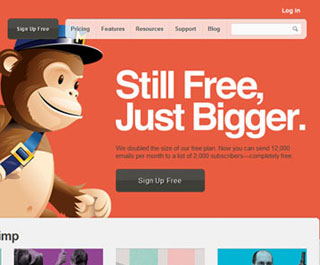 Log In
Sign Up Free
Pricing Features Resources Support Blog
Still Free,
Just Bigger.
We doubled the size of our free plan. Now you can send 12,000
emails per month to a list of 2,000 subscribers—completely free.
Sign Up Free
imp